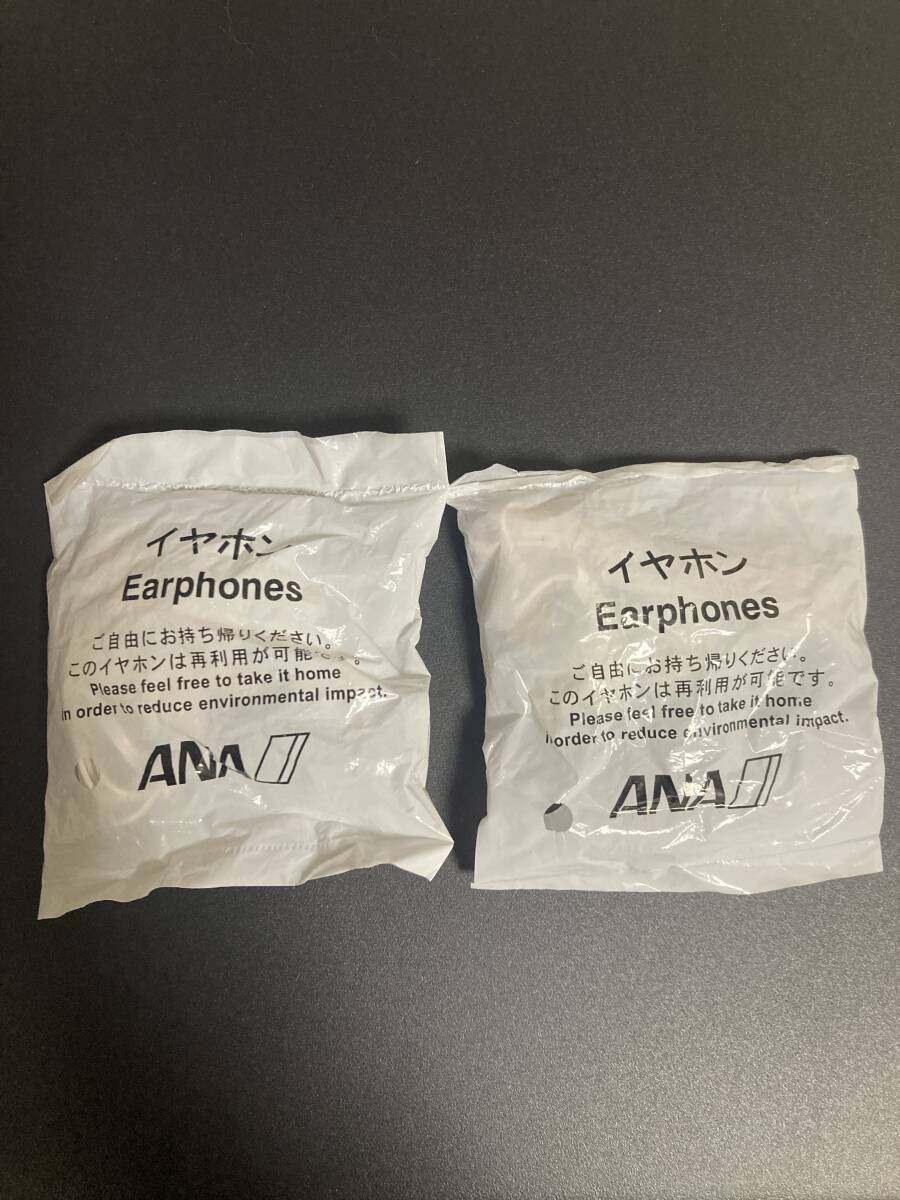 イヤホン
Earphones
ご自由にお持ち帰りください。
このイヤホンは再利用が可能です。
Please feel free to take it home
in order to reduce environmental impact.
ANA
イヤホン
Earphones
ご自由にお持ち帰りください。
このイヤホンは再利用が可能です。
Please feel free to take it home
order to reduce environmental impact.
ANA